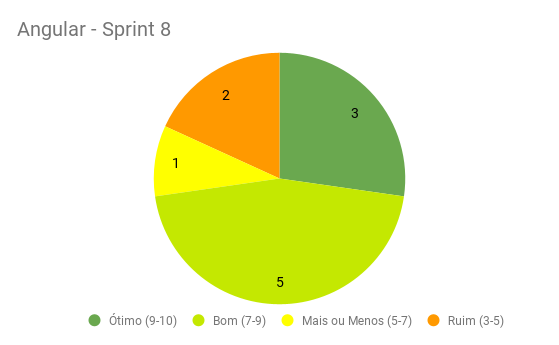 Angular - Sprint 8
2
3
1
5
Ótimo (9-10) Bom (7-9) Mais ou Menos (5-7) Ruim (3-5)